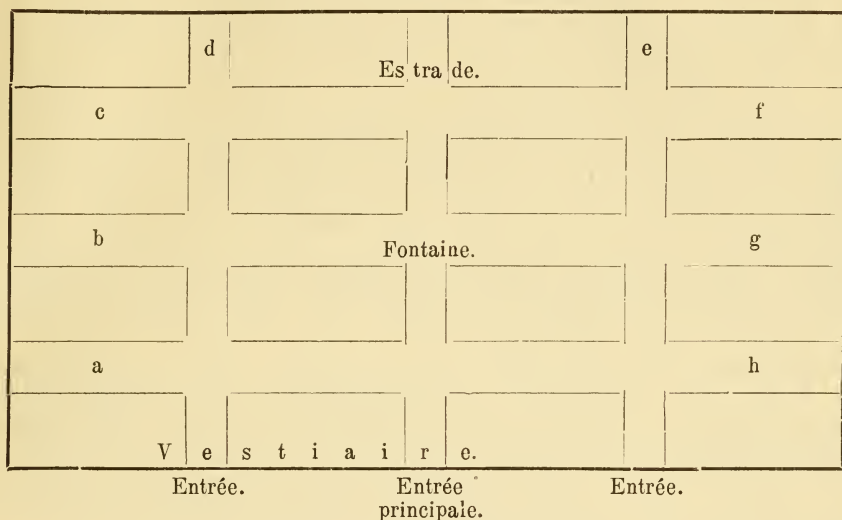 d e
Estrade.
c f
b Fontaine. g
a h
Vestiaire.
Entrée. Entrée Entrée.
principale.